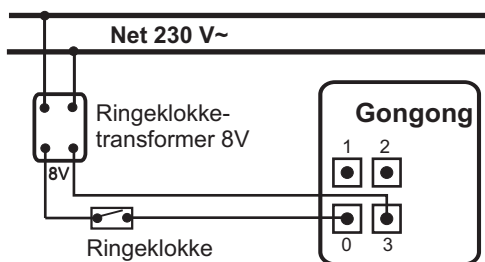 Net 230 V~
Ringeklokke-
transformer 8V
8V
Ringeklokke
Gongong
1 2
0 3